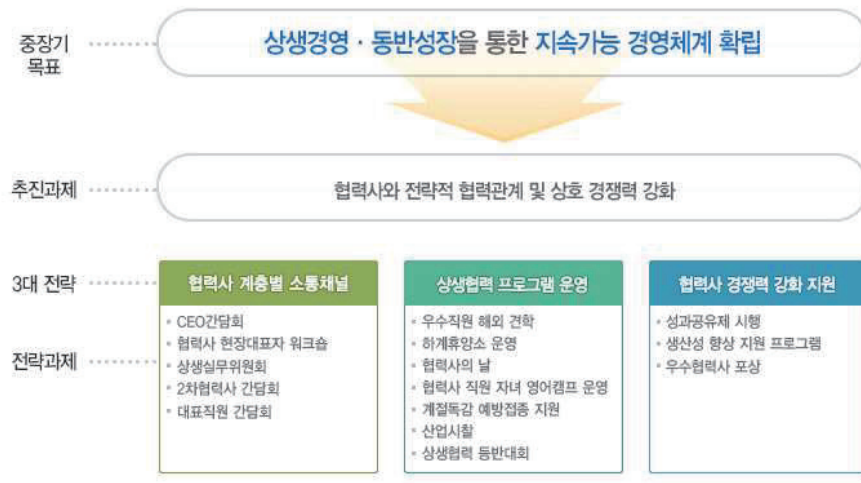 중장기
목표
상생경영 · 동반성장을 통한 지속가능 경영체계 확립
추진과제
협력사와 전략적 협력관계 및 상호 경쟁력 강화
3대 전략
전략과제
협력사 계층별 소통채널
• CEO간담회
• 협력사 현장대표자 워크숍
• 상생실무위원회
• 2차협력사 간담회
• 대표직원 간담회
상생협력 프로그램 운영
• 우수직원 해외 견학
• 하계휴양소 운영
• 협력사의 날
• 협력사 직원 자녀 영어캠프 운영
• 계절독감 예방접종 지원
• 산업시찰
• 상생협력 등반대회
협력사 경쟁력 강화 지원
• 성과공유제 시행
• 생산성 향상 지원 프로그램
• 우수협력사 포상